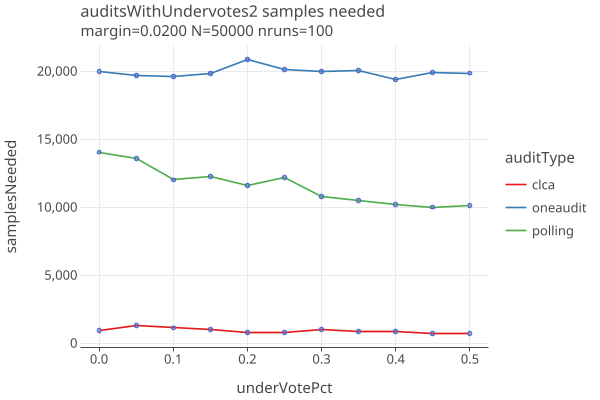 auditsWithUndervotes2 samples needed
margin=0.0200 N=50000 nruns=100
samplesNeeded
20,000
15,000
10,000
5,000
0
0.0
0.1
0.2
0.3
0.4
0.5
underVotePct
auditType
clca
oneaudit
polling